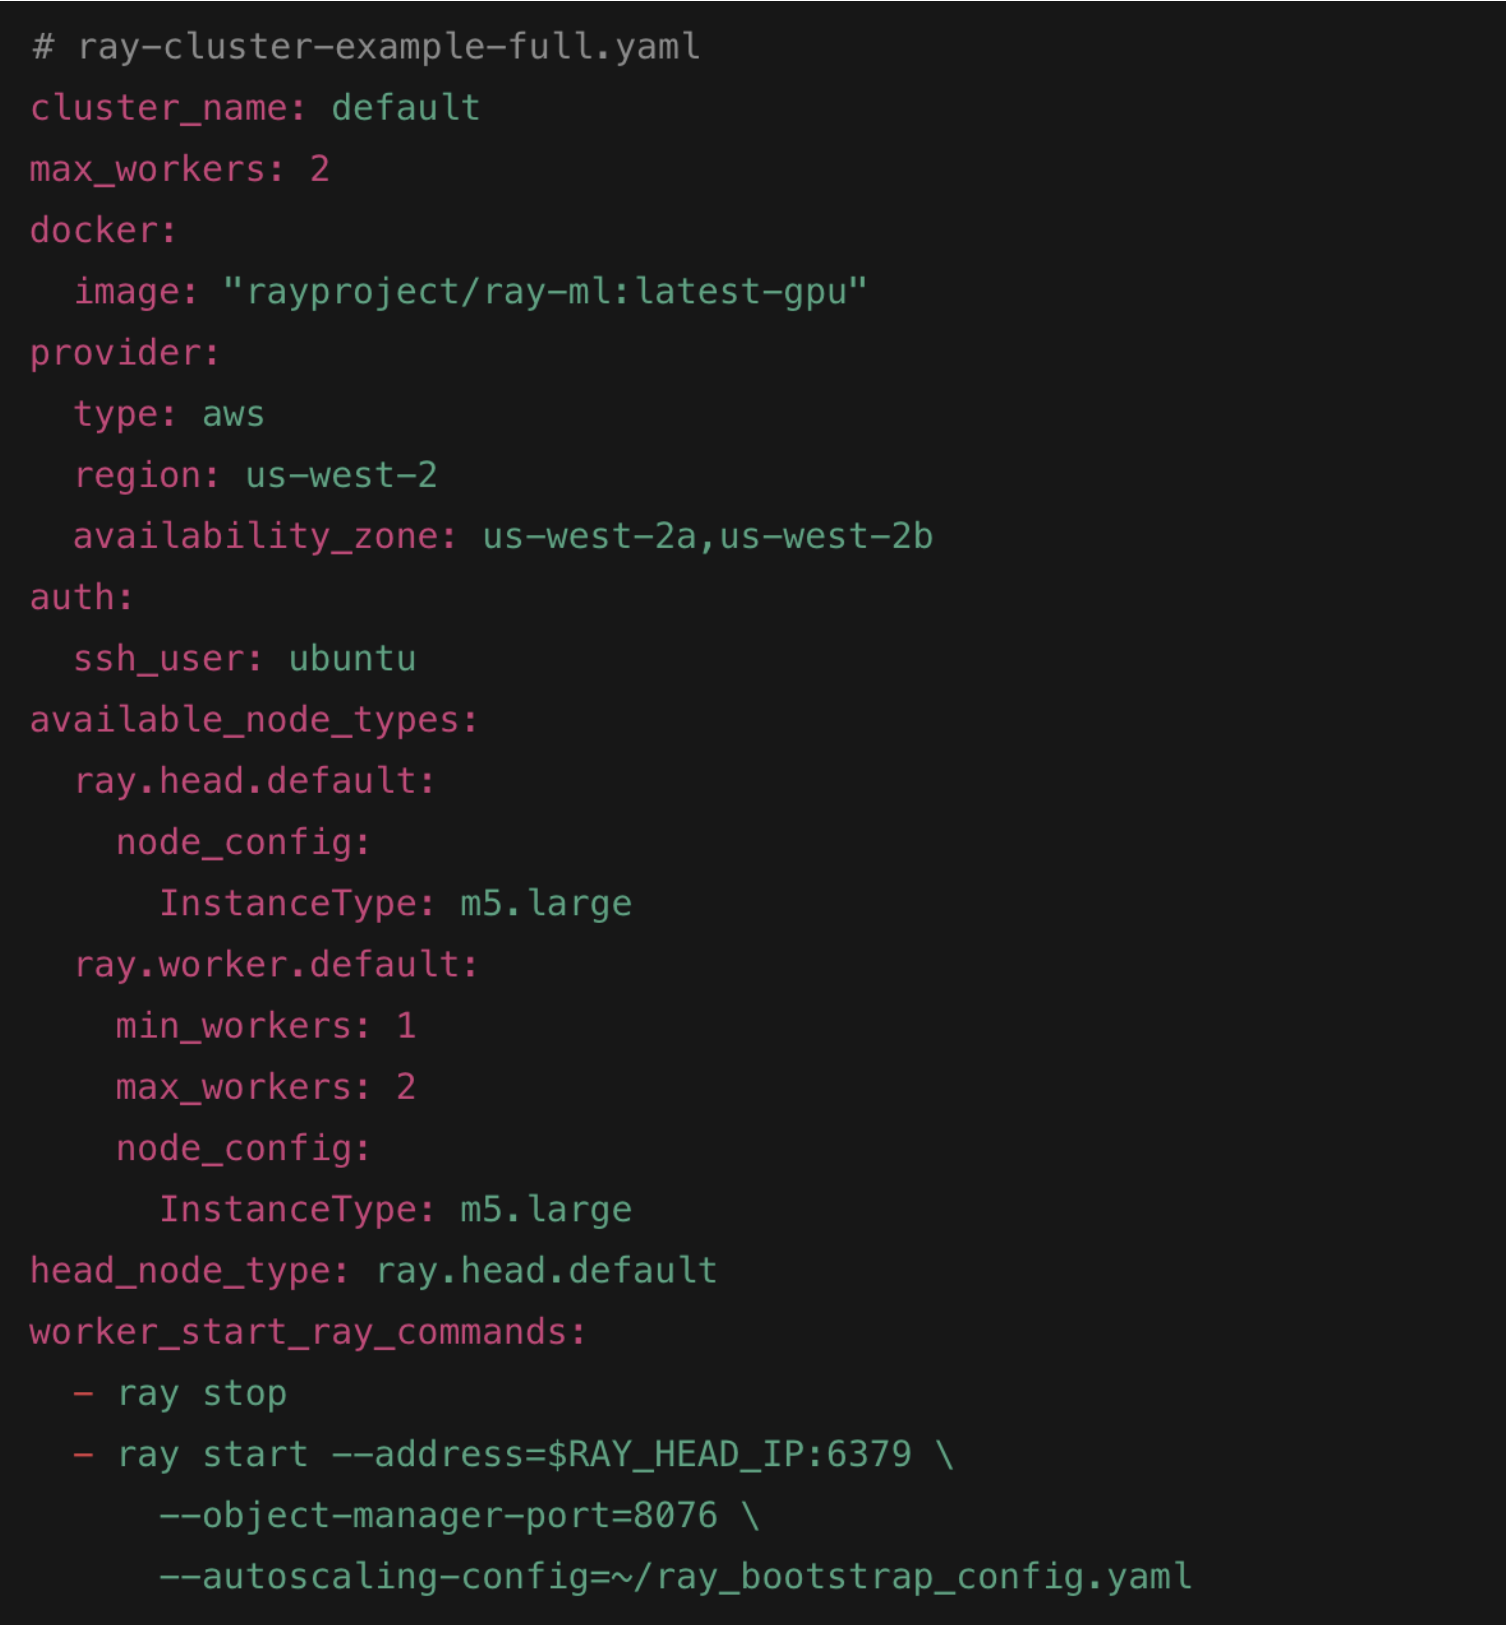 # ray-cluster-example-full.yaml
cluster_name: default
max_workers: 2
docker:
  image: "rayproject/ray-ml:latest-gpu"
provider:
  type: aws
  region: us-west-2
  availability_zone: us-west-2a,us-west-2b
auth:
  ssh_user: ubuntu
available_node_types:
  ray.head.default:
    node_config:
      InstanceType: m5.large
  ray.worker.default:
    min_workers: 1
    max_workers: 2
    node_config:
      InstanceType: m5.large
head_node_type: ray.head.default
worker_start_ray_commands:
  - ray stop
  - ray start --address=$RAY_HEAD_IP:6379 \
      --object-manager-port=8076 \
      --autoscaling-config=~/ray_bootstrap_config.yaml